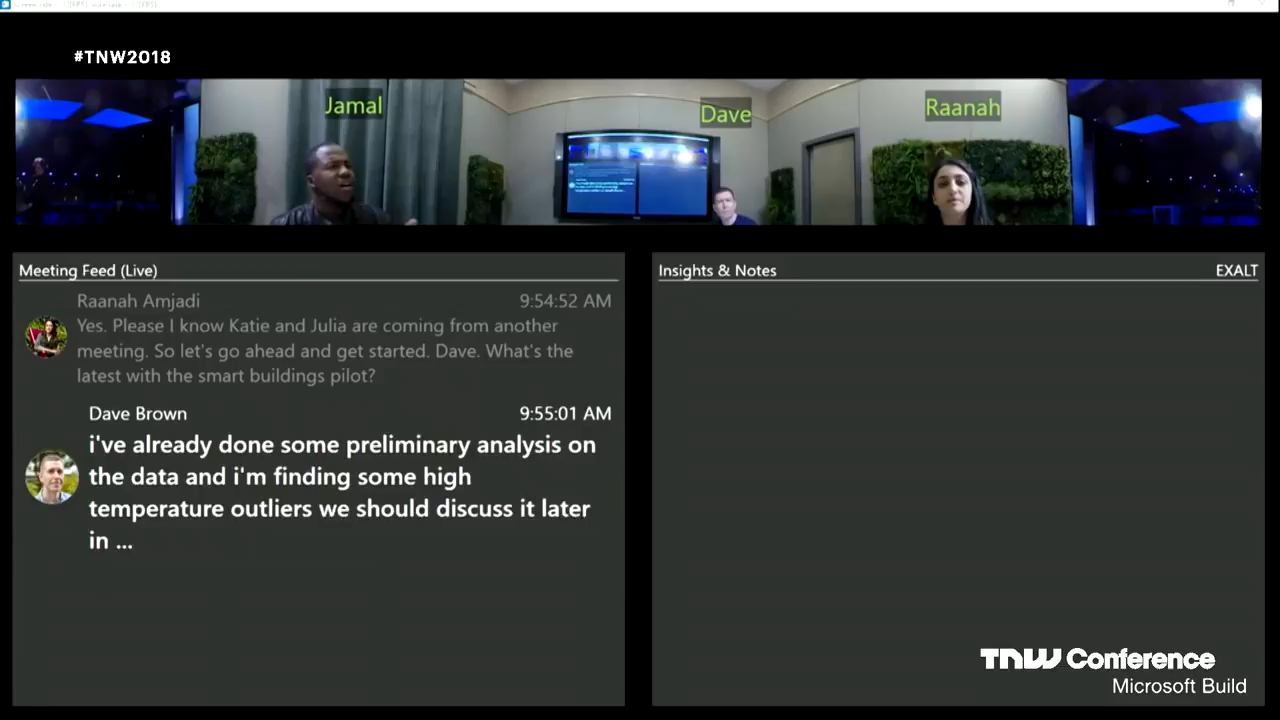 #TNW2018
Jamal
Dave
Raanah
Meeting Feed (Live)
Raanah Amjadi 9:54:52 AM
Yes. Please I know Katie and Julia are coming from another
meeting. So let's go ahead and get started. Dave. What's the
latest with the smart buildings pilot?
Dave Brown 9:55:01 AM
i've already done some preliminary analysis on
the data and i'm finding some high
temperature outliers we should discuss it later
in ...
Insights & Notes EXALT
TNW Conference
Microsoft Build